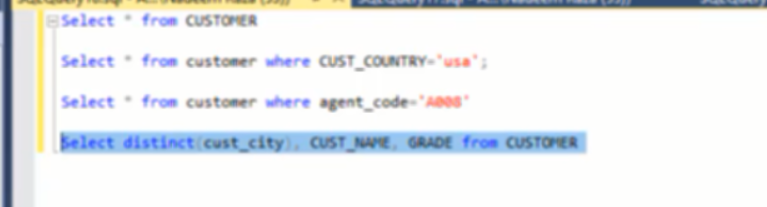 Select * from CUSTOMER
Select * from customer where CUST_COUNTRY='usa';
Select * from customer where agent_code='A008'
Select distinct(cust_city), CUST_NAME, GRADE from CUSTOMER